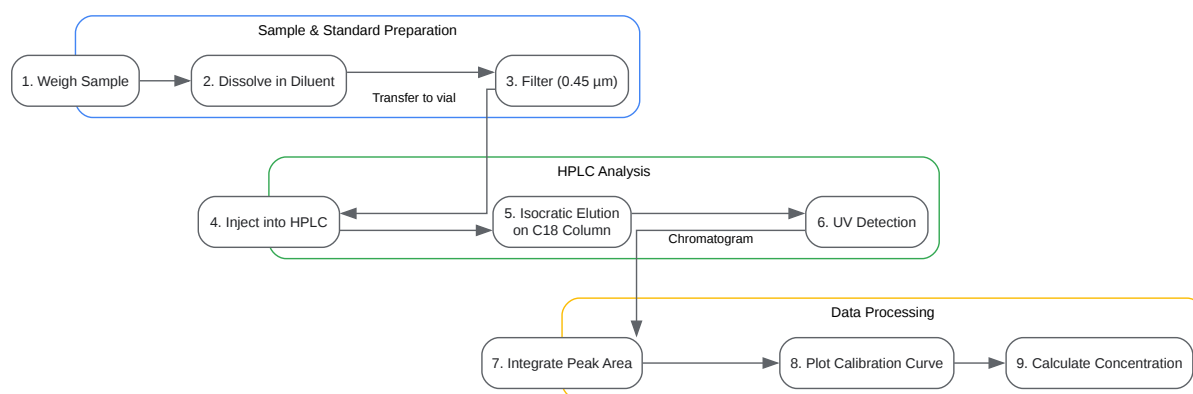 Sample & Standard Preparation
1. Weigh Sample
2. Dissolve in Diluent
3. Filter (0.45 µm)
Transfer to vial
HPLC Analysis
4. Inject into HPLC
5. Isocratic Elution
on C18 Column
6. UV Detection
Chromatogram
Data Processing
7. Integrate Peak Area
8. Plot Calibration Curve
9. Calculate Concentration